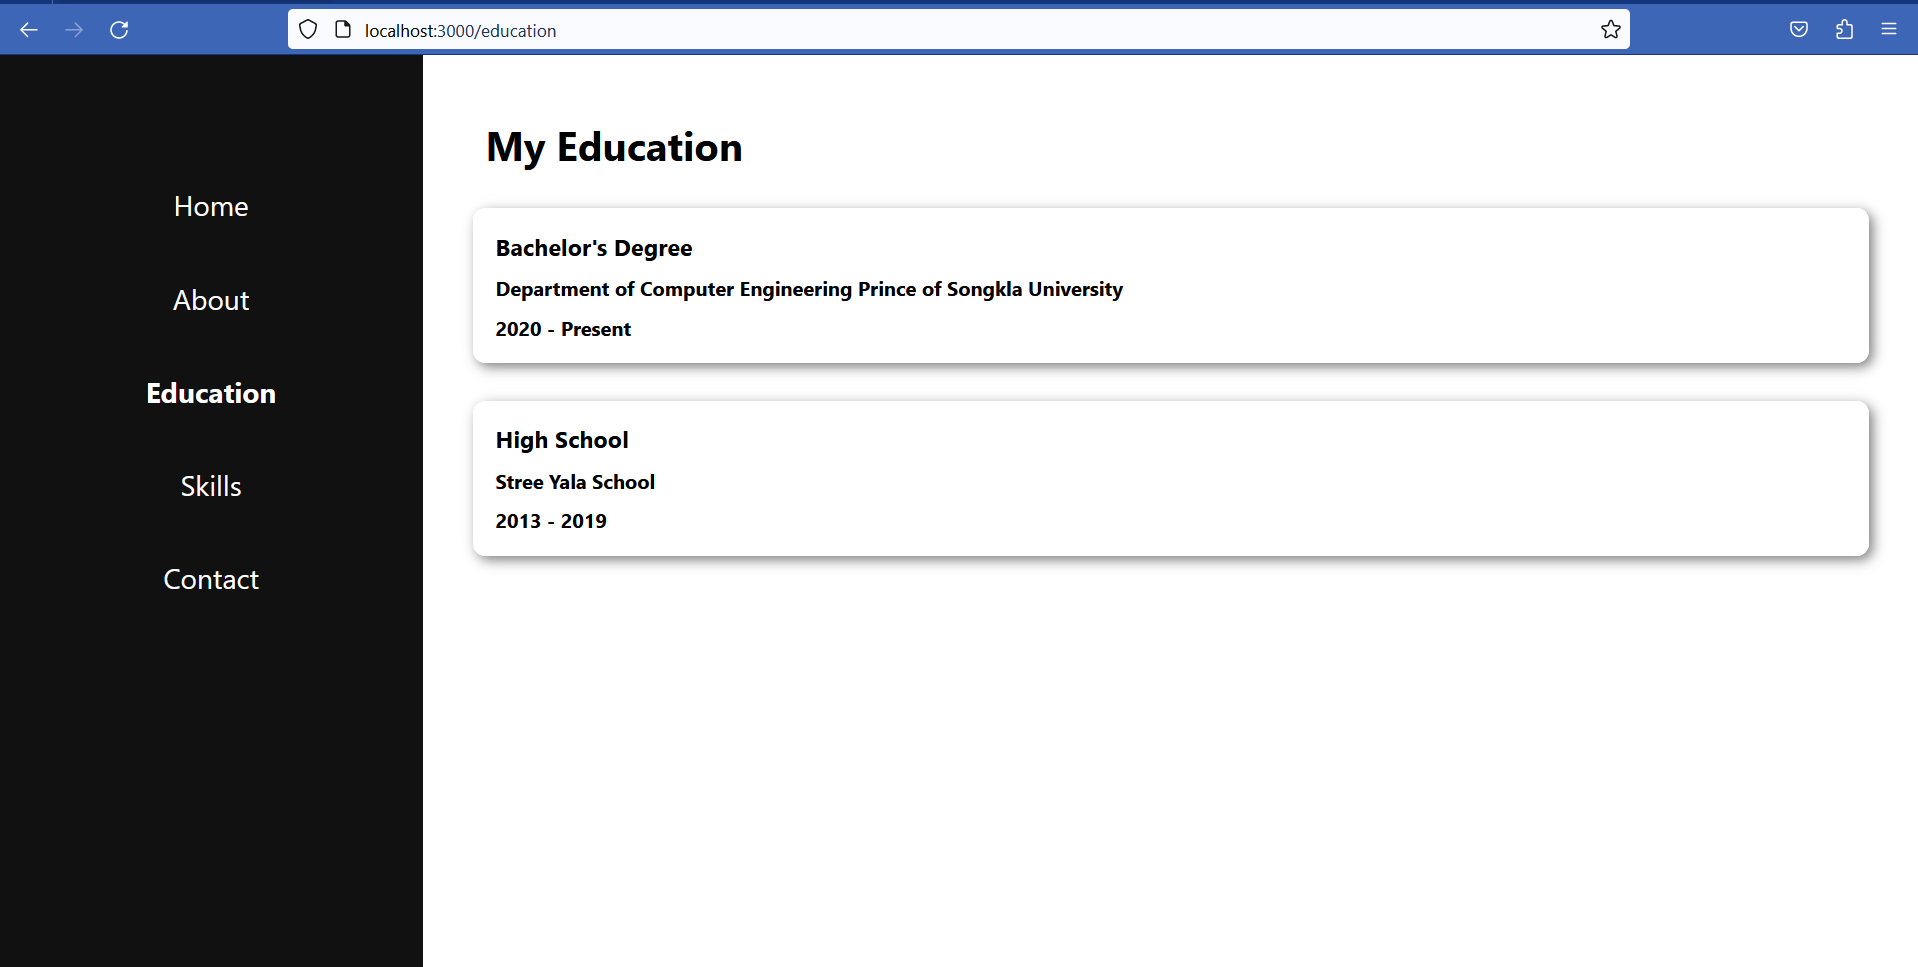 localhost:3000/education
Home
About
Education
Skills
Contact
My Education
Bachelor's Degree
Department of Computer Engineering Prince of Songkla University
2020 - Present
High School
Stree Yala School
2013 - 2019